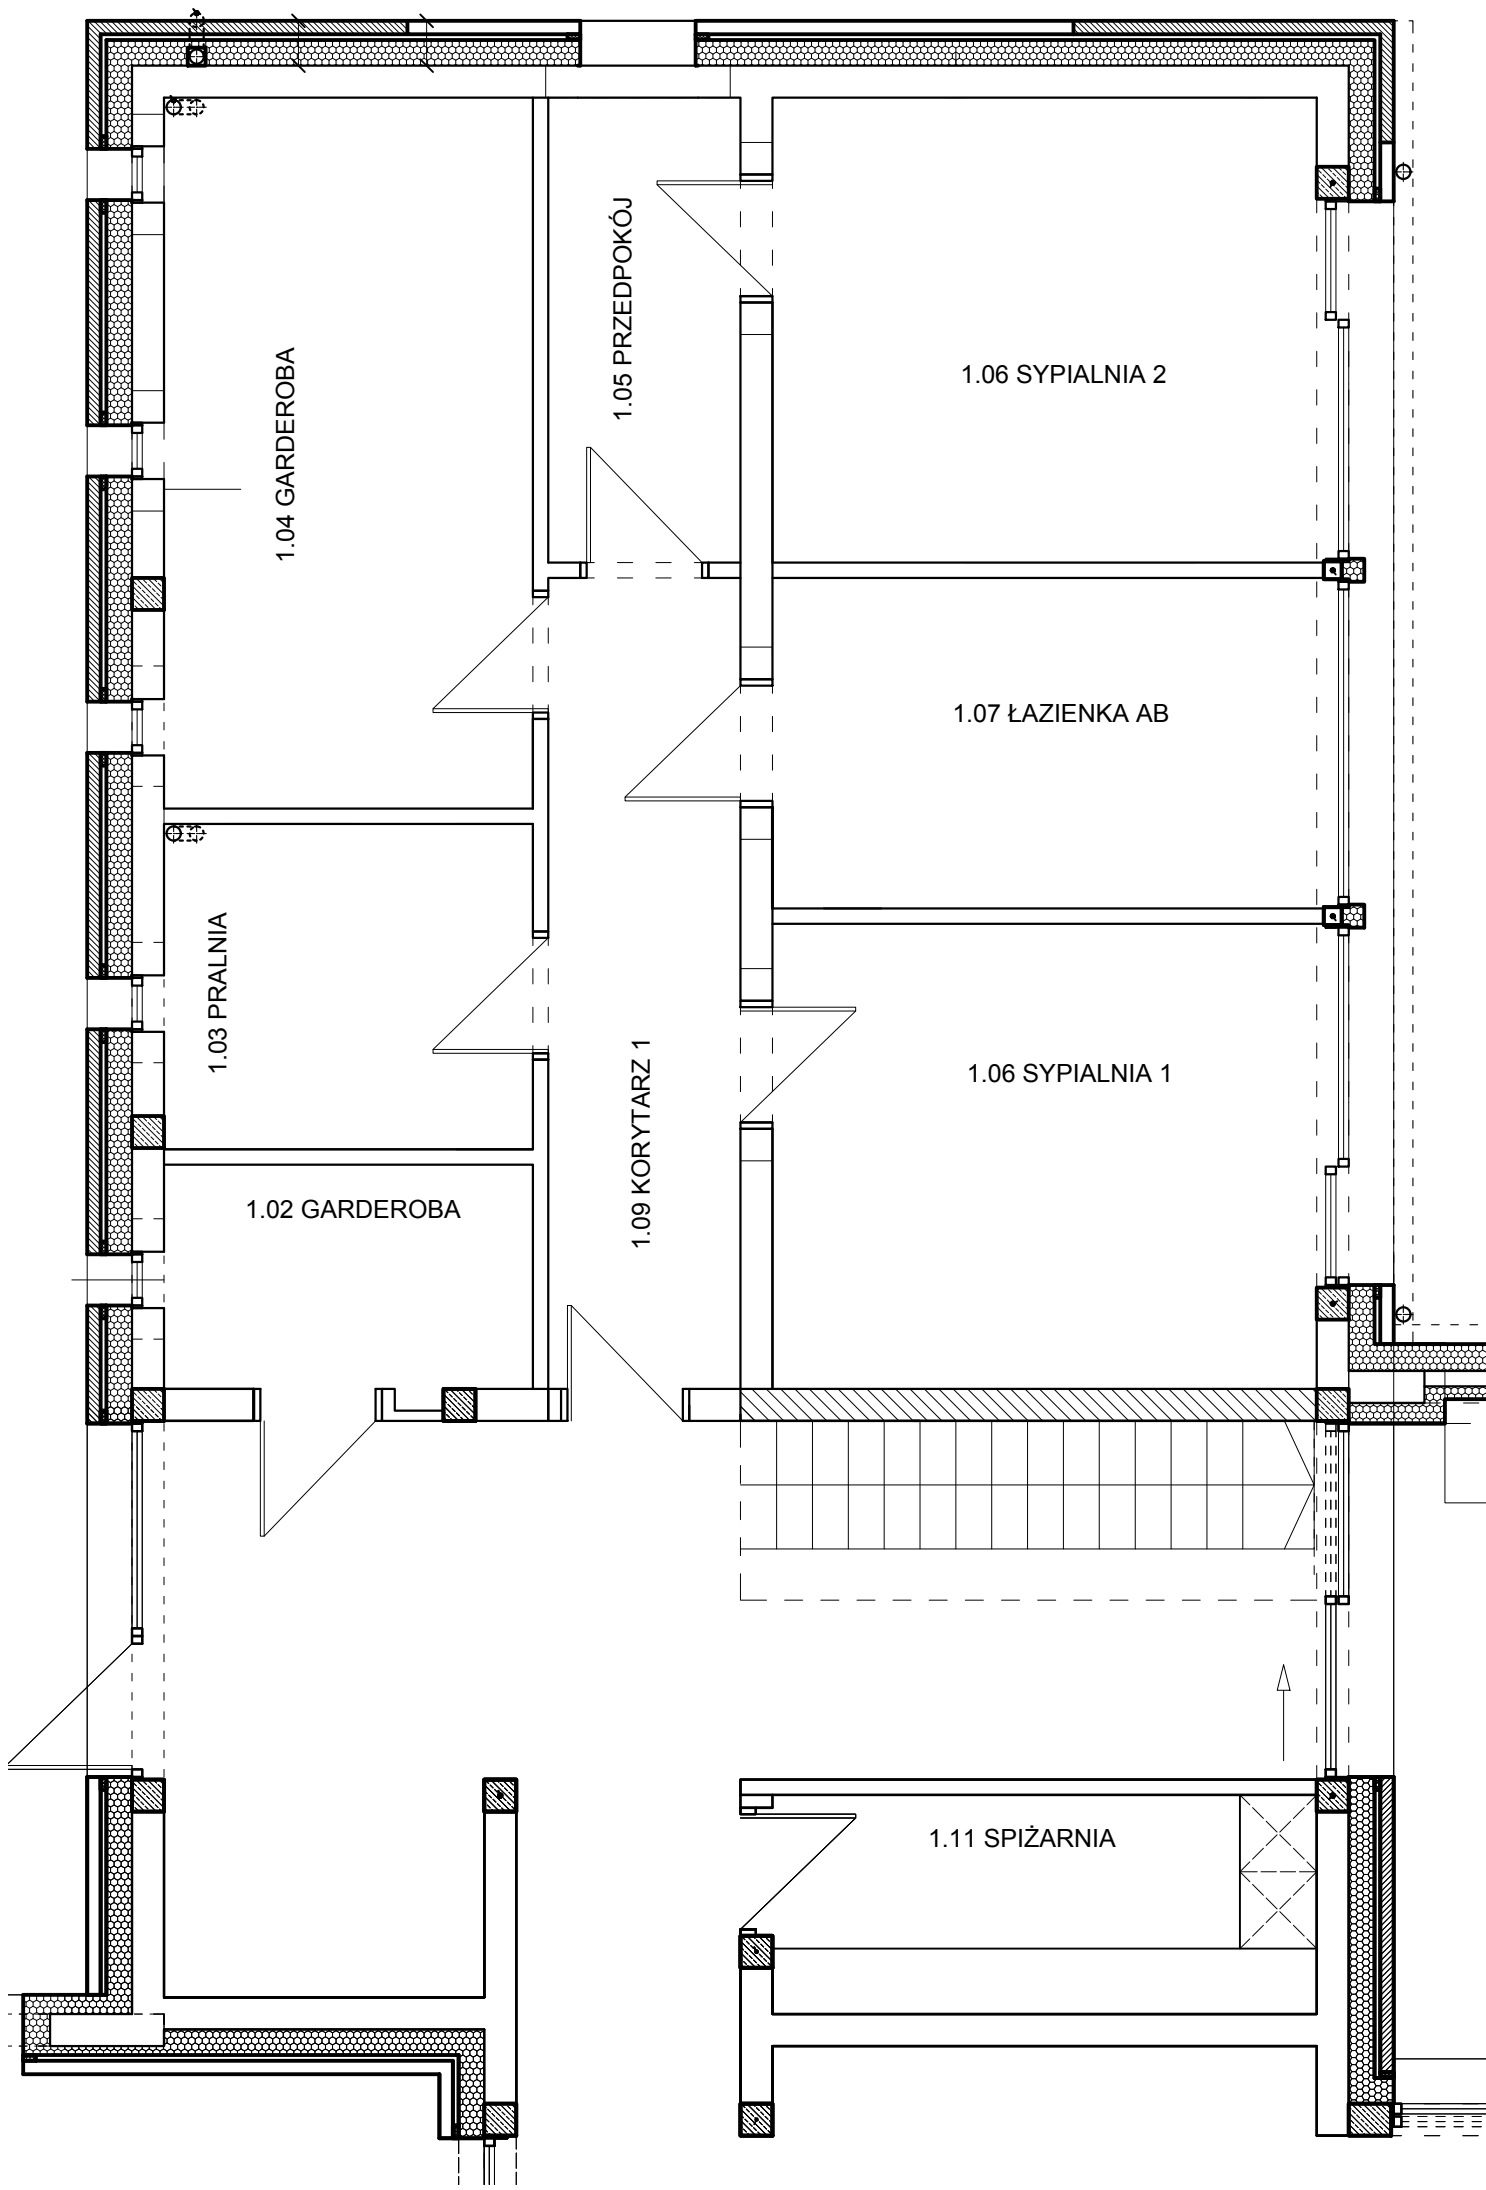 1.05 PRZEDPOKÓJ
1.04 GARDEROBA
1.06 SYPIALNIA 2
1.07 ŁAZIENKA AB
1.03 PRALNIA
1.09 KORYTARZ 1
1.06 SYPIALNIA 1
1.02 GARDEROBA
1.11 SPIŻARNIA